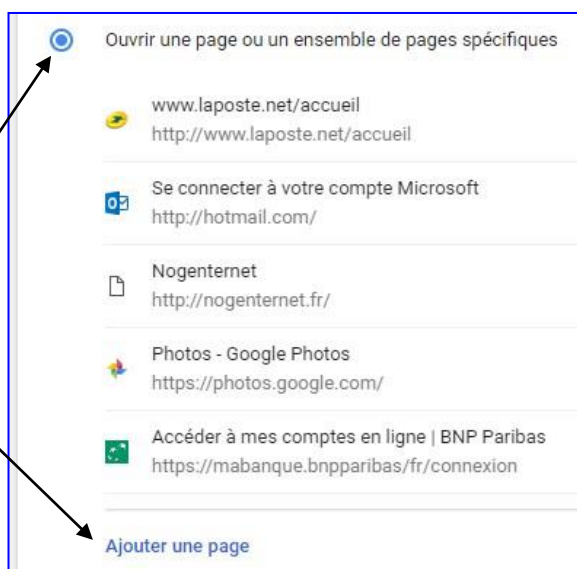 Ouvrir une page ou un ensemble de pages spécifiques
www.laposte.net/accueil
http://www.laposte.net/accueil
Se connecter à votre compte Microsoft
http://hotmail.com/
Nogenternet
http://nogenternet.fr/
Photos - Google Photos
https://photos.google.com/
Accéder à mes comptes en ligne | BNP Paribas
https://mabanque.bnpparibas/fr/connexion
Ajouter une page